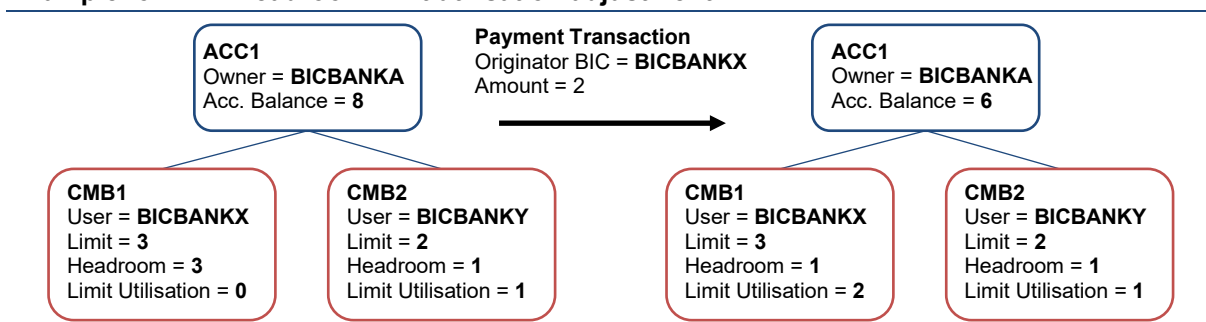 ACC1
Owner = BICBANKA
Acc. Balance = 8
Payment Transaction
Originator BIC = BICBANKX
Amount = 2
ACC1
Owner = BICBANKA
Acc. Balance = 6
CMB1
User = BICBANKX
Limit = 3
Headroom = 3
Limit Utilisation = 0
CMB2
User = BICBANKY
Limit = 2
Headroom = 1
Limit Utilisation = 1
CMB1
User = BICBANKX
Limit = 3
Headroom = 1
Limit Utilisation = 2
CMB2
User = BICBANKY
Limit = 2
Headroom = 1
Limit Utilisation = 1